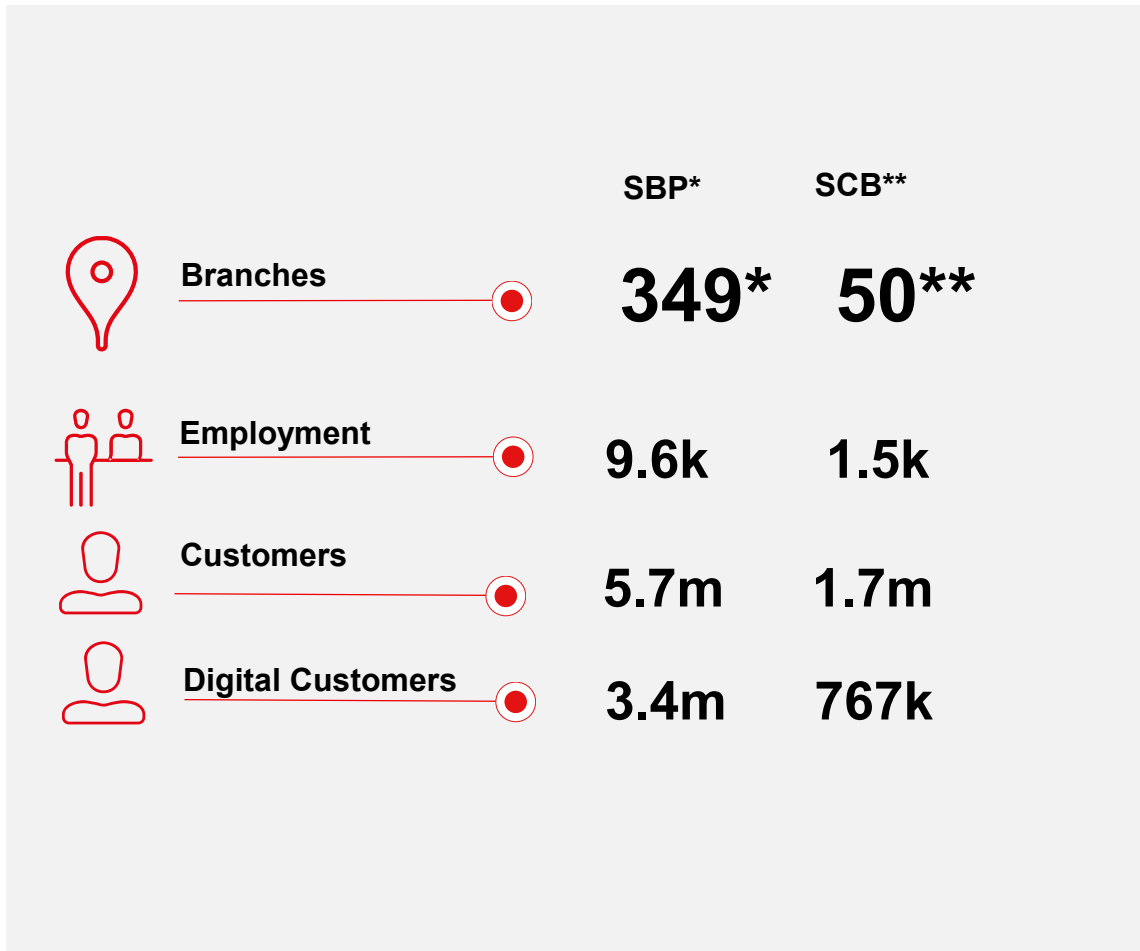 SBP* SCB**
Branches 349* 50**
Employment 9.6k 1.5k
Customers 5.7m 1.7m
Digital Customers 3.4m 767k